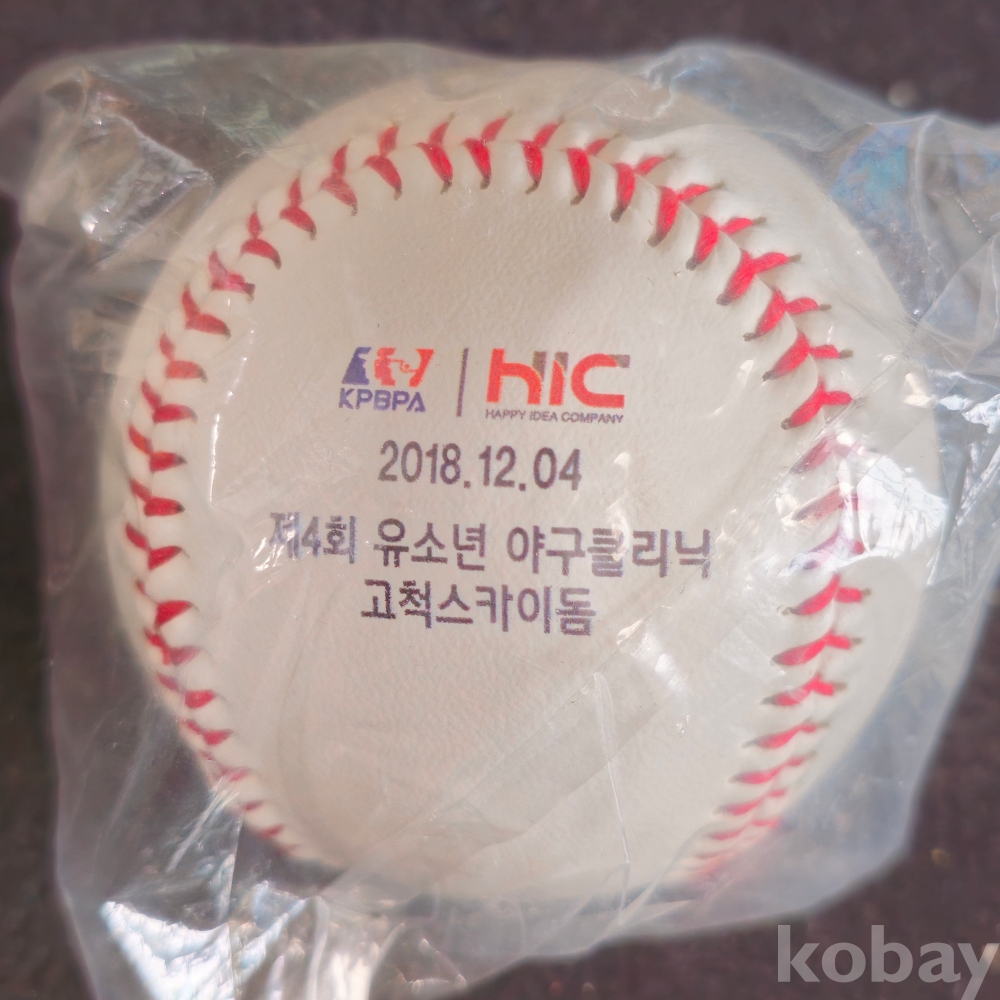 KPBPA HIC
HAPPY IDEA COMPANY
2018.12.04
제4회 유소년 야구클리닉
고척스카이돔
kobay